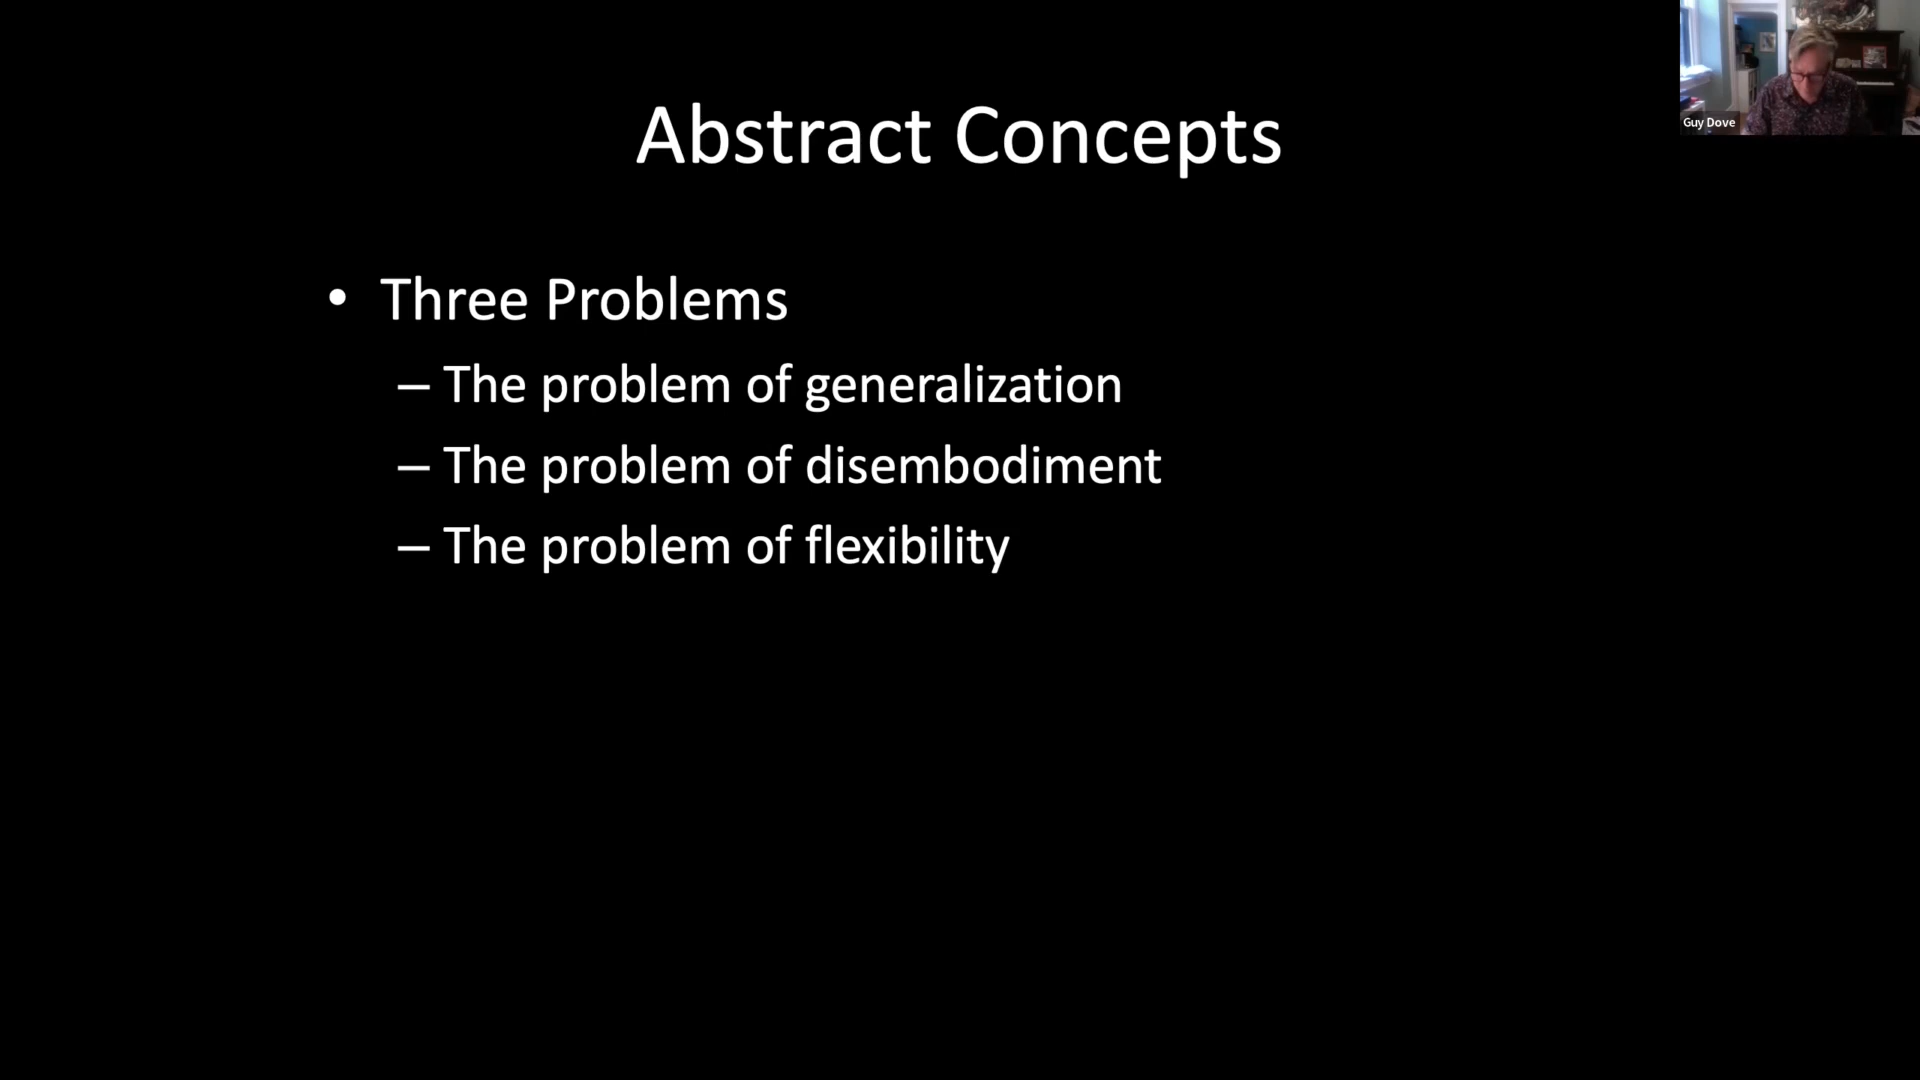 Abstract Concepts
• Three Problems
– The problem of generalization
– The problem of disembodiment
– The problem of flexibility
Guy Dove